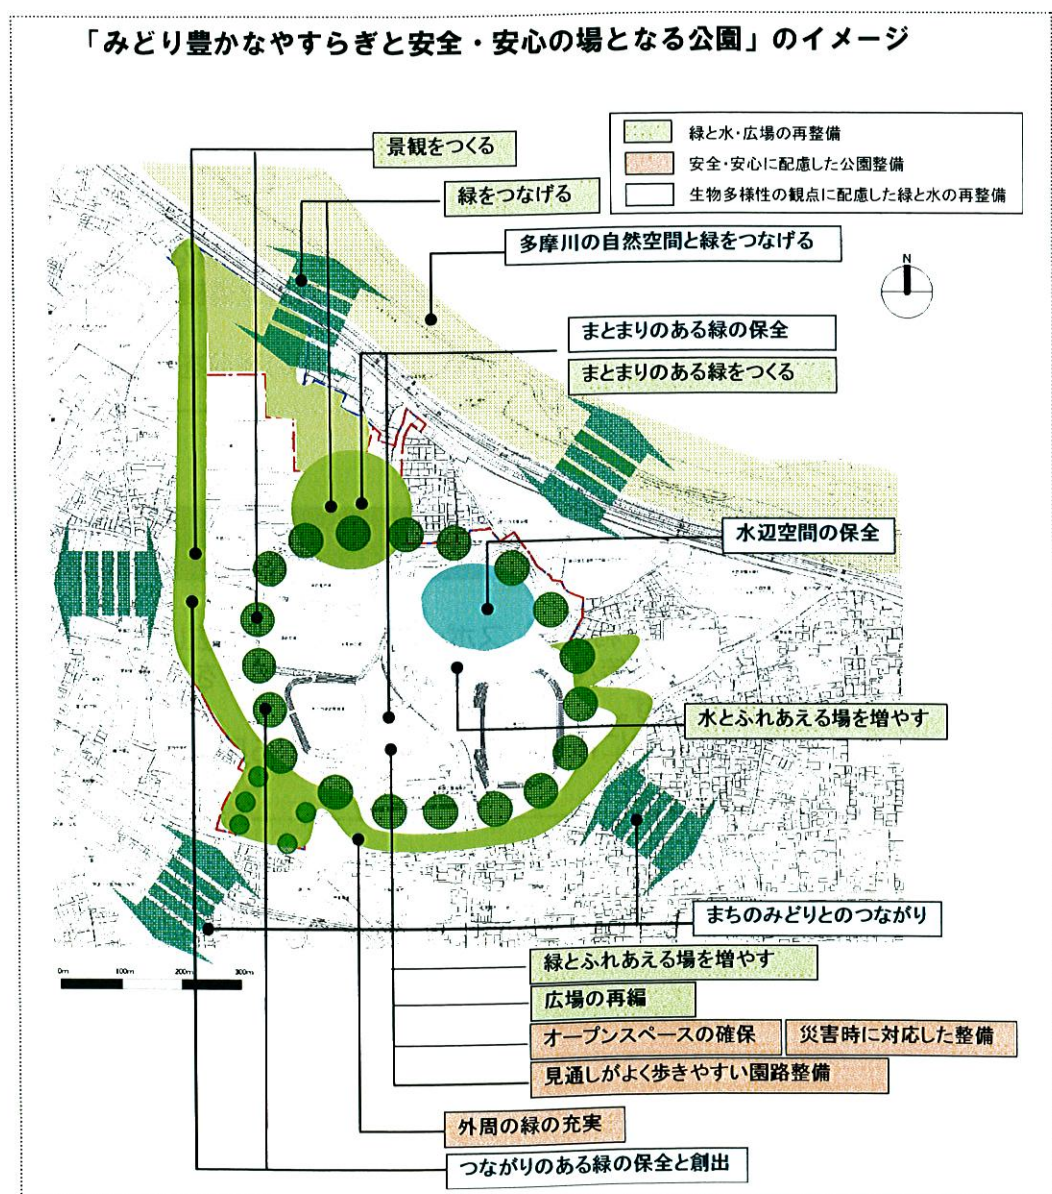 「みどり豊かなやすらぎと安全・安心の場となる公園」のイメージ
緑と水・広場の再整備
安全・安心に配慮した公園整備
生物多様性の観点に配慮した緑と水の再整備
景観をつくる
緑をつなげる
多摩川の自然空間と緑をつなげる
N
まとまりのある緑の保全
まとまりのある緑をつくる
水辺空間の保全
水とふれあえる場を増やす
まちのみどりとのつながり
0m 100m 200m 300m
緑とふれあえる場を増やす
広場の再編
オープンスペースの確保 災害時に対応した整備
見通しがよく歩きやすい園路整備
外周の緑の充実
つながりのある緑の保全と創出